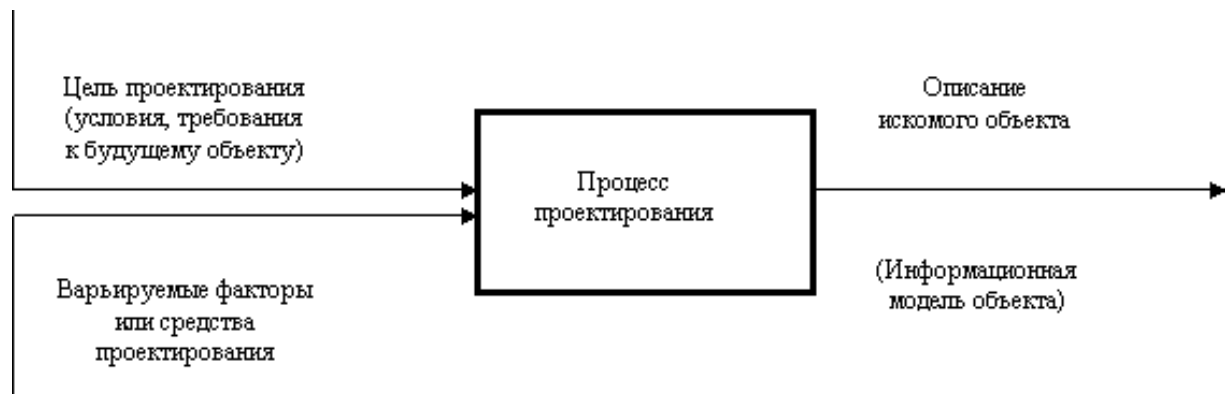 Цель проектирования
(условия, требования
к будущему объекту)
Варьируемые факторы
или средства
проектирования
Процесс
проектирования
Описание
искомого объекта
(Информационная
модель объекта)